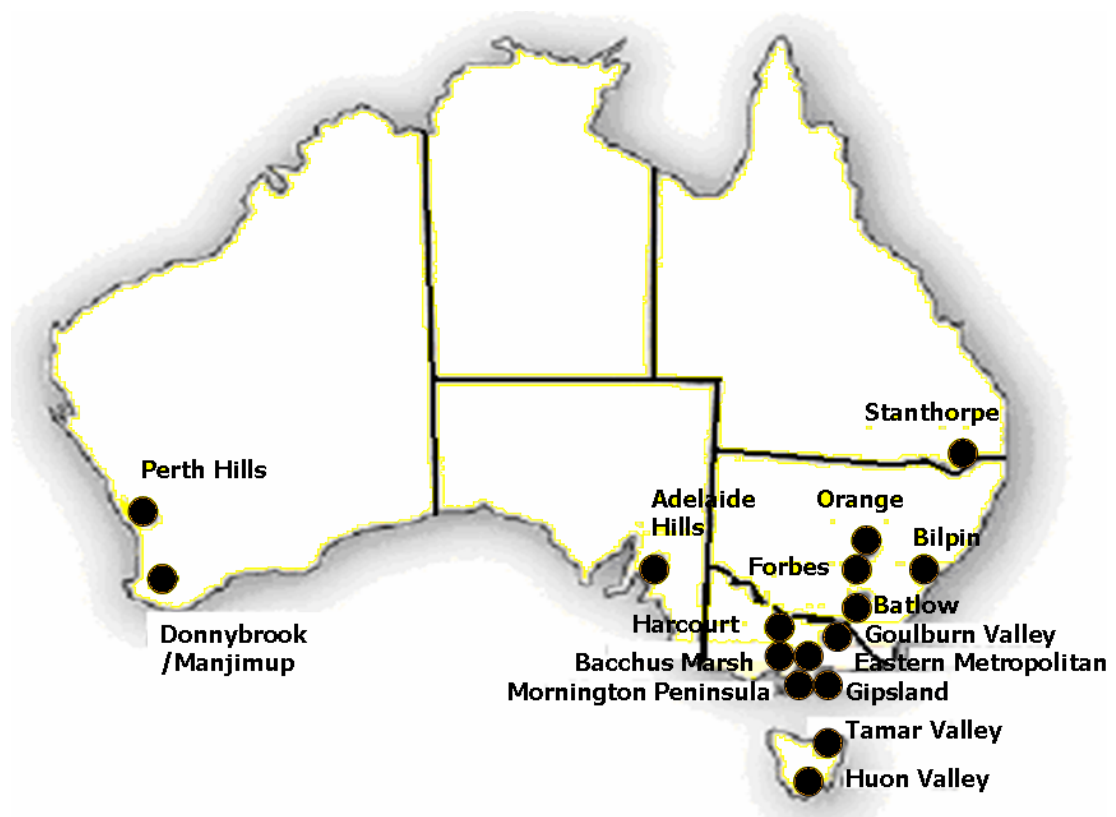 Stanthorpe
Perth Hills
Adelaide
Hills
Orange
Bilpin
Forbes
Batlow
Harcourt
Goulburn Valley
Donnybrook
/Manjimup
Bacchus Marsh
Eastern Metropolitan
Mornington Peninsula
Gipsland
Tamar Valley
Huon Valley